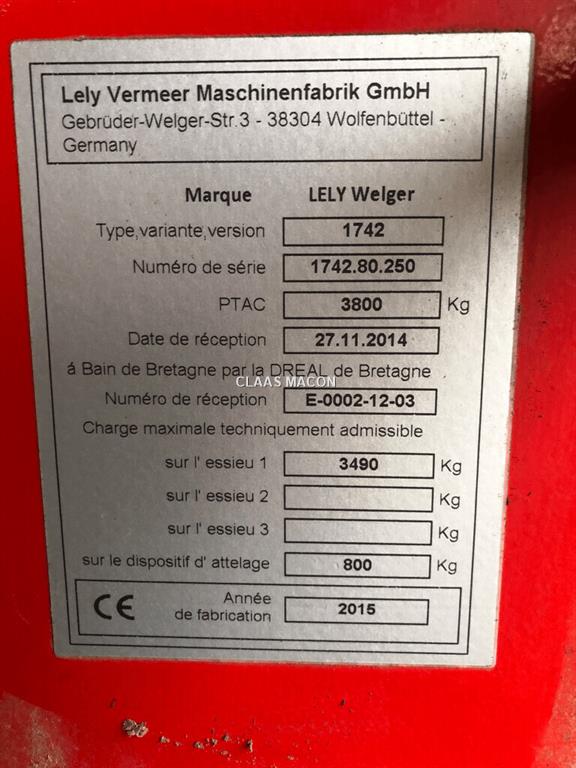 Lely Vermeer Maschinenfabrik GmbH
Gebrüder-Welger-Str.3 - 38304 Wolfenbüttel -
Germany
Marque LELY Welger
Type,variante,version 1742
Numéro de série 1742.80.250
PTAC 3800 Kg
Date de réception 27.11.2014
á Bain de Bretagne par la DREAL de Bretagne
CLAAS MACON
Numéro de réception E-0002-12-03
Charge maximale techniquement admissible
sur l' essieu 1 3490 Kg
sur l' essieu 2 Kg
sur l' essieu 3 Kg
sur le dispositif d' attelage 800 Kg
CE Année
de fabrication 2015